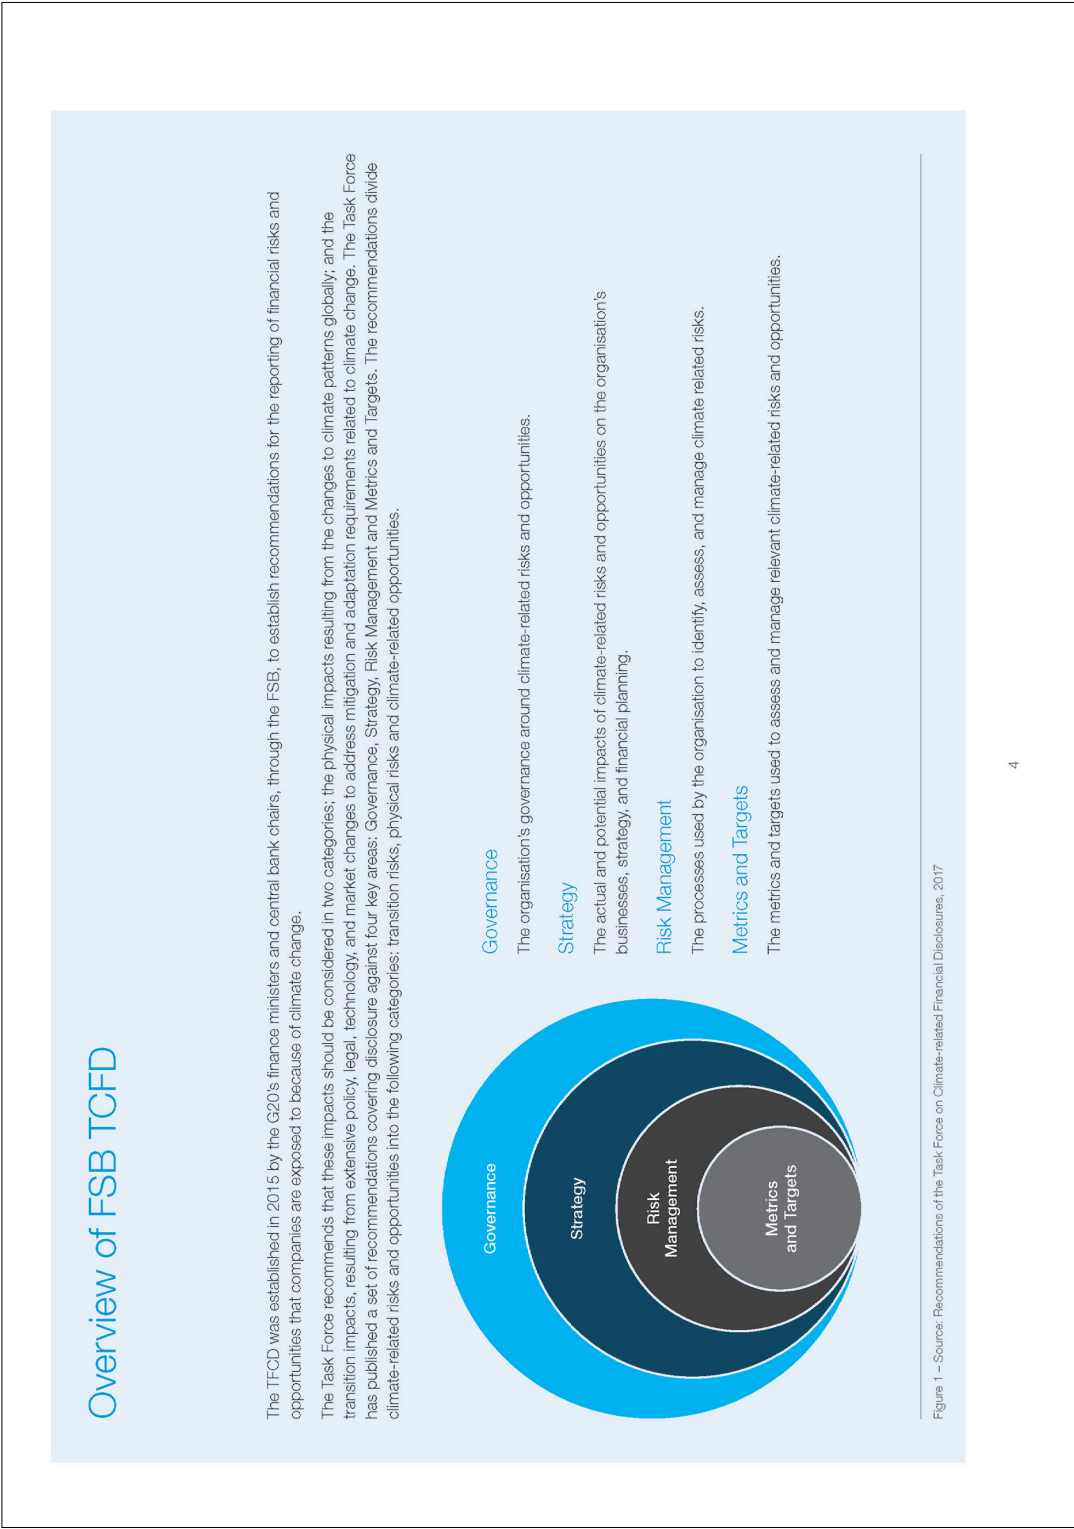 Overview of FSB TCFD
The TFCD was established in 2015 by the G20's finance ministers and central bank chairs, through the FSB, to establish recommendations for the reporting of financial risks and
opportunities that companies are exposed to because of climate change.
The Task Force recommends that these impacts should be considered in two categories; the physical impacts resulting from the changes to climate patterns globally; and the
transition impacts, resulting from extensive policy, legal, technology, and market changes to address mitigation and adaptation requirements related to climate change. The Task Force
has published a set of recommendations covering disclosure against four key areas: Governance, Strategy, Risk Management and Metrics and Targets. The recommendations divide
climate-related risks and opportunities into the following categories: transition risks, physical risks and climate-related opportunities.
Governance
Strategy
Risk
Management
Metrics
and Targets
Governance
The organisation's governance around climate-related risks and opportunities.
Strategy
The actual and potential impacts of climate-related risks and opportunities on the organisation's
businesses, strategy, and financial planning.
Risk Management
The processes used by the organisation to identify, assess, and manage climate related risks.
Metrics and Targets
The metrics and targets used to assess and manage relevant climate-related risks and opportunities.
Figure 1 – Source: Recommendations of the Task Force on Climate-related Financial Disclosures, 2017
4